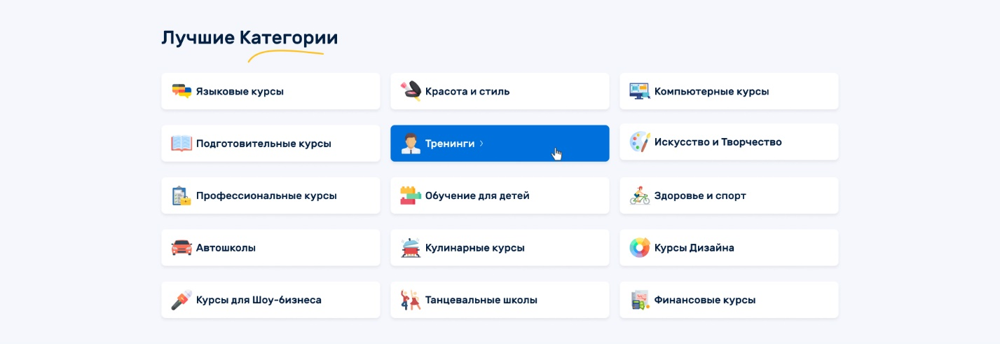 Лучшие Категории
Языковые курсы
Красота и стиль
Компьютерные курсы
Подготовительные курсы
Тренинги
Искусство и Творчество
Профессиональные курсы
Обучение для детей
Здоровье и спорт
Автошколы
Кулинарные курсы
Курсы Дизайна
Курсы для Шоу-бизнеса
Танцевальные школы
Финансовые курсы